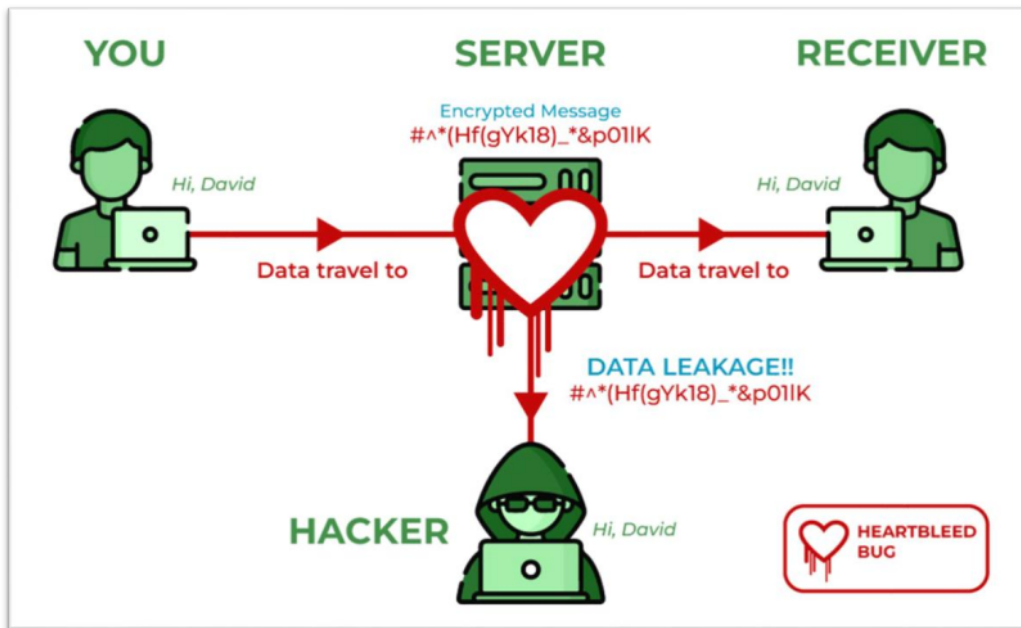 YOU
SERVER
RECEIVER
Encrypted Message
#^*(Hf(gYk18)_*&p01lK
Hi, David
Hi, David
Data travel to
Data travel to
DATA LEAKAGE!!
#^*(Hf(gYk18)_*&p01lK
HACKER
Hi, David
HEARTBLEED
BUG